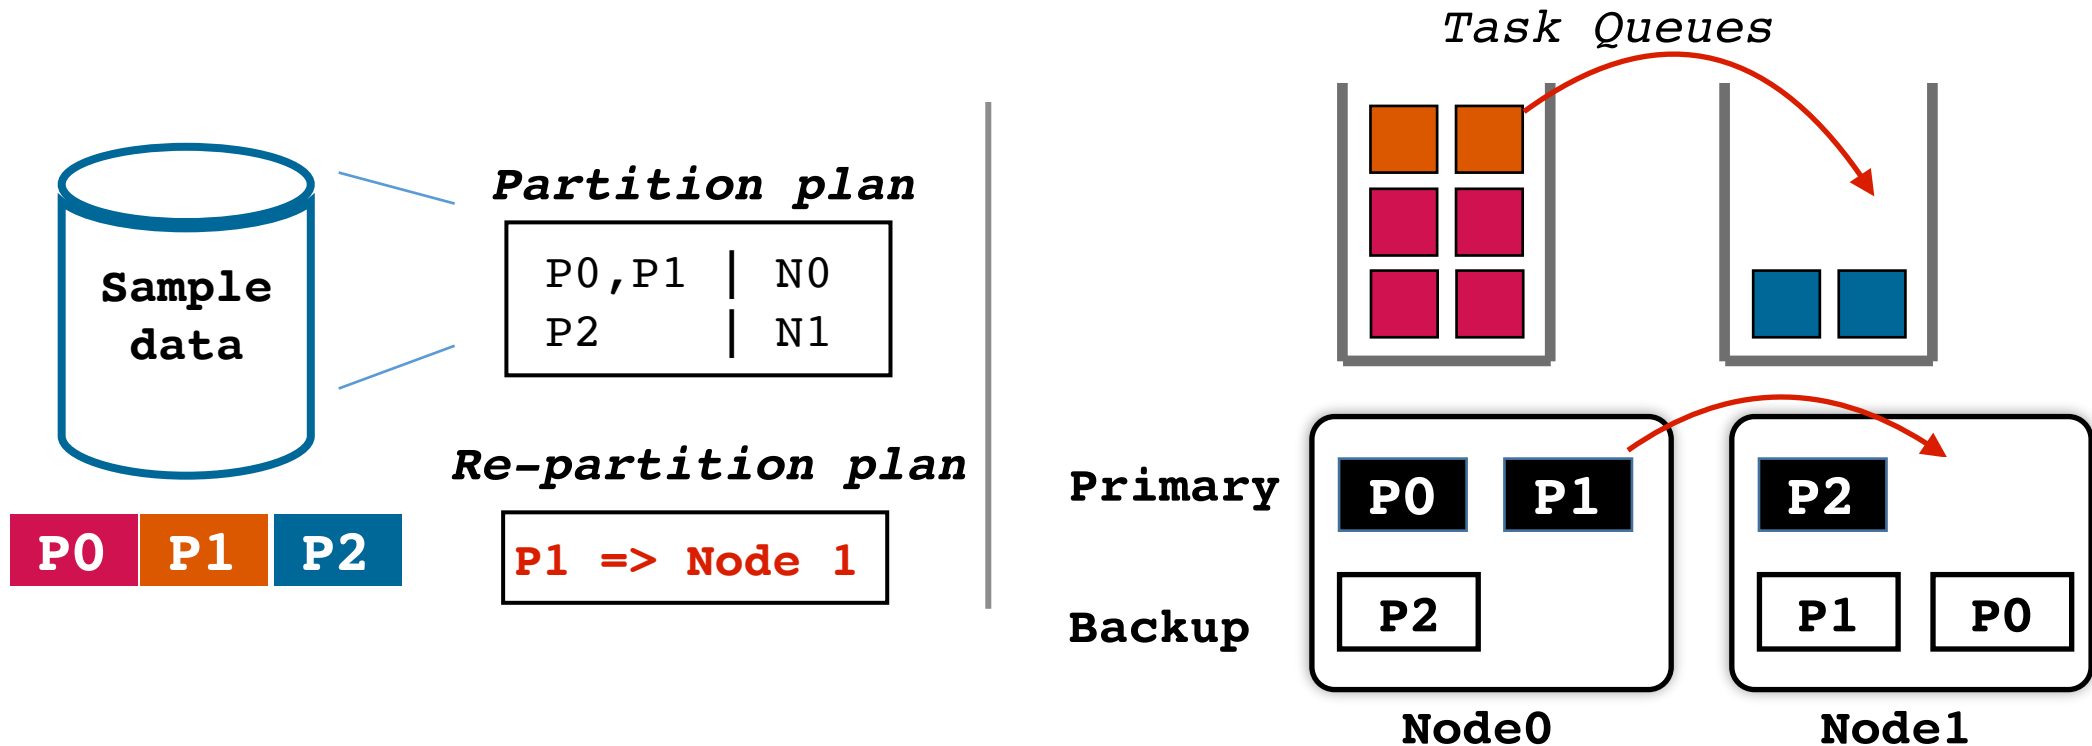 Task Queues
Sample
data
Partition plan
P0,P1 | N0
P2 | N1
Re-partition plan
P1 => Node 1
P0 P1 P2
Primary
P0 P1
P2
Backup
P2
P1 P0
Node0
Node1